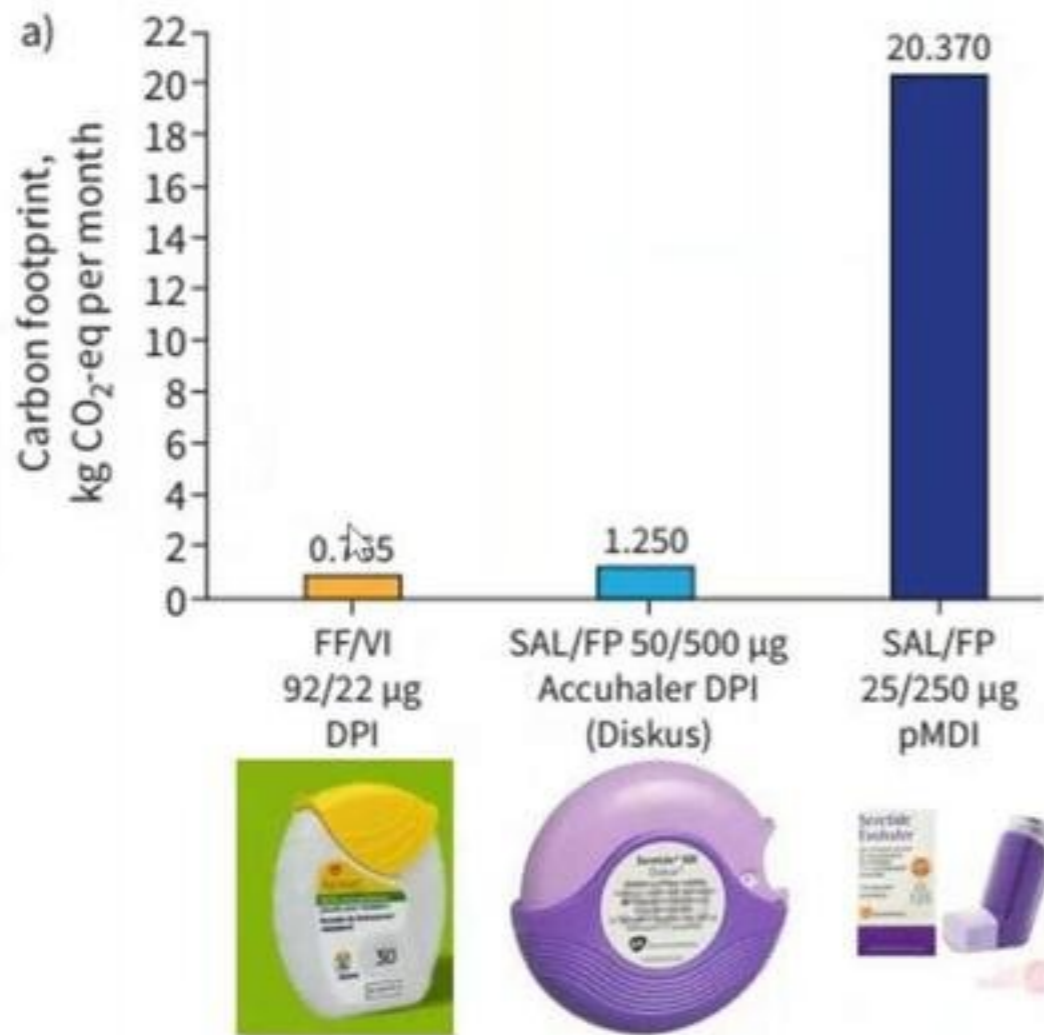 a)
22
20
18
16
14
12
10
8
6
4
2
0
Carbon footprint,
kg CO₂-eq per month
1.250
20.370
FF/VI
92/22 µg
DPI
SAL/FP 50/500 µg
Accuhaler DPI
(Diskus)
SAL/FP
25/250 µg
pMDI
30
Seretide
Evohaler